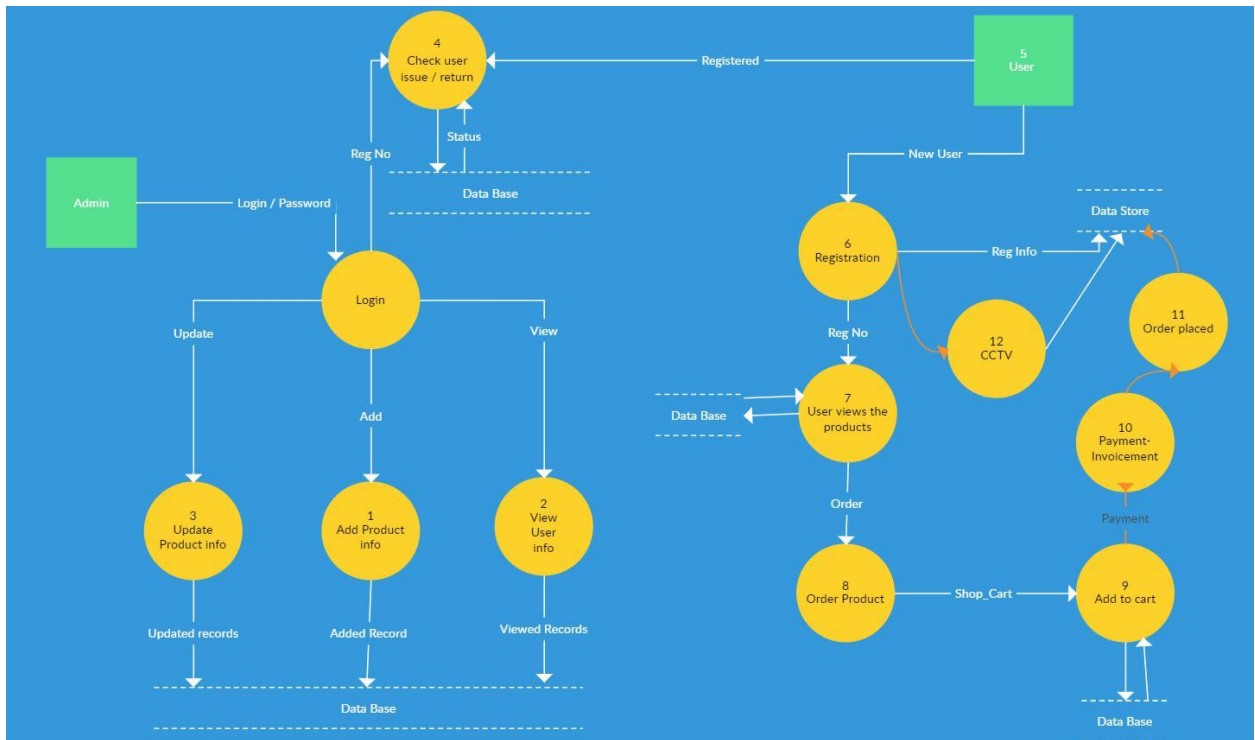 4
Check user
issue / return
Registered
5
User
Status
Reg No
New User
Data Base
Admin
Login / Password
Data Store
6
Registration
Reg Info
Login
11
Order placed
Update
View
Reg No
12
CCTV
Add
Data Base
7
User views the
products
10
Payment-
Invoicement
Order
Payment
3
Update
Product info
1
Add Product
info
2
View
User
info
8
Order Product
Shop_Cart
9
Add to cart
Updated records
Added Record
Viewed Records
Data Base
Data Base